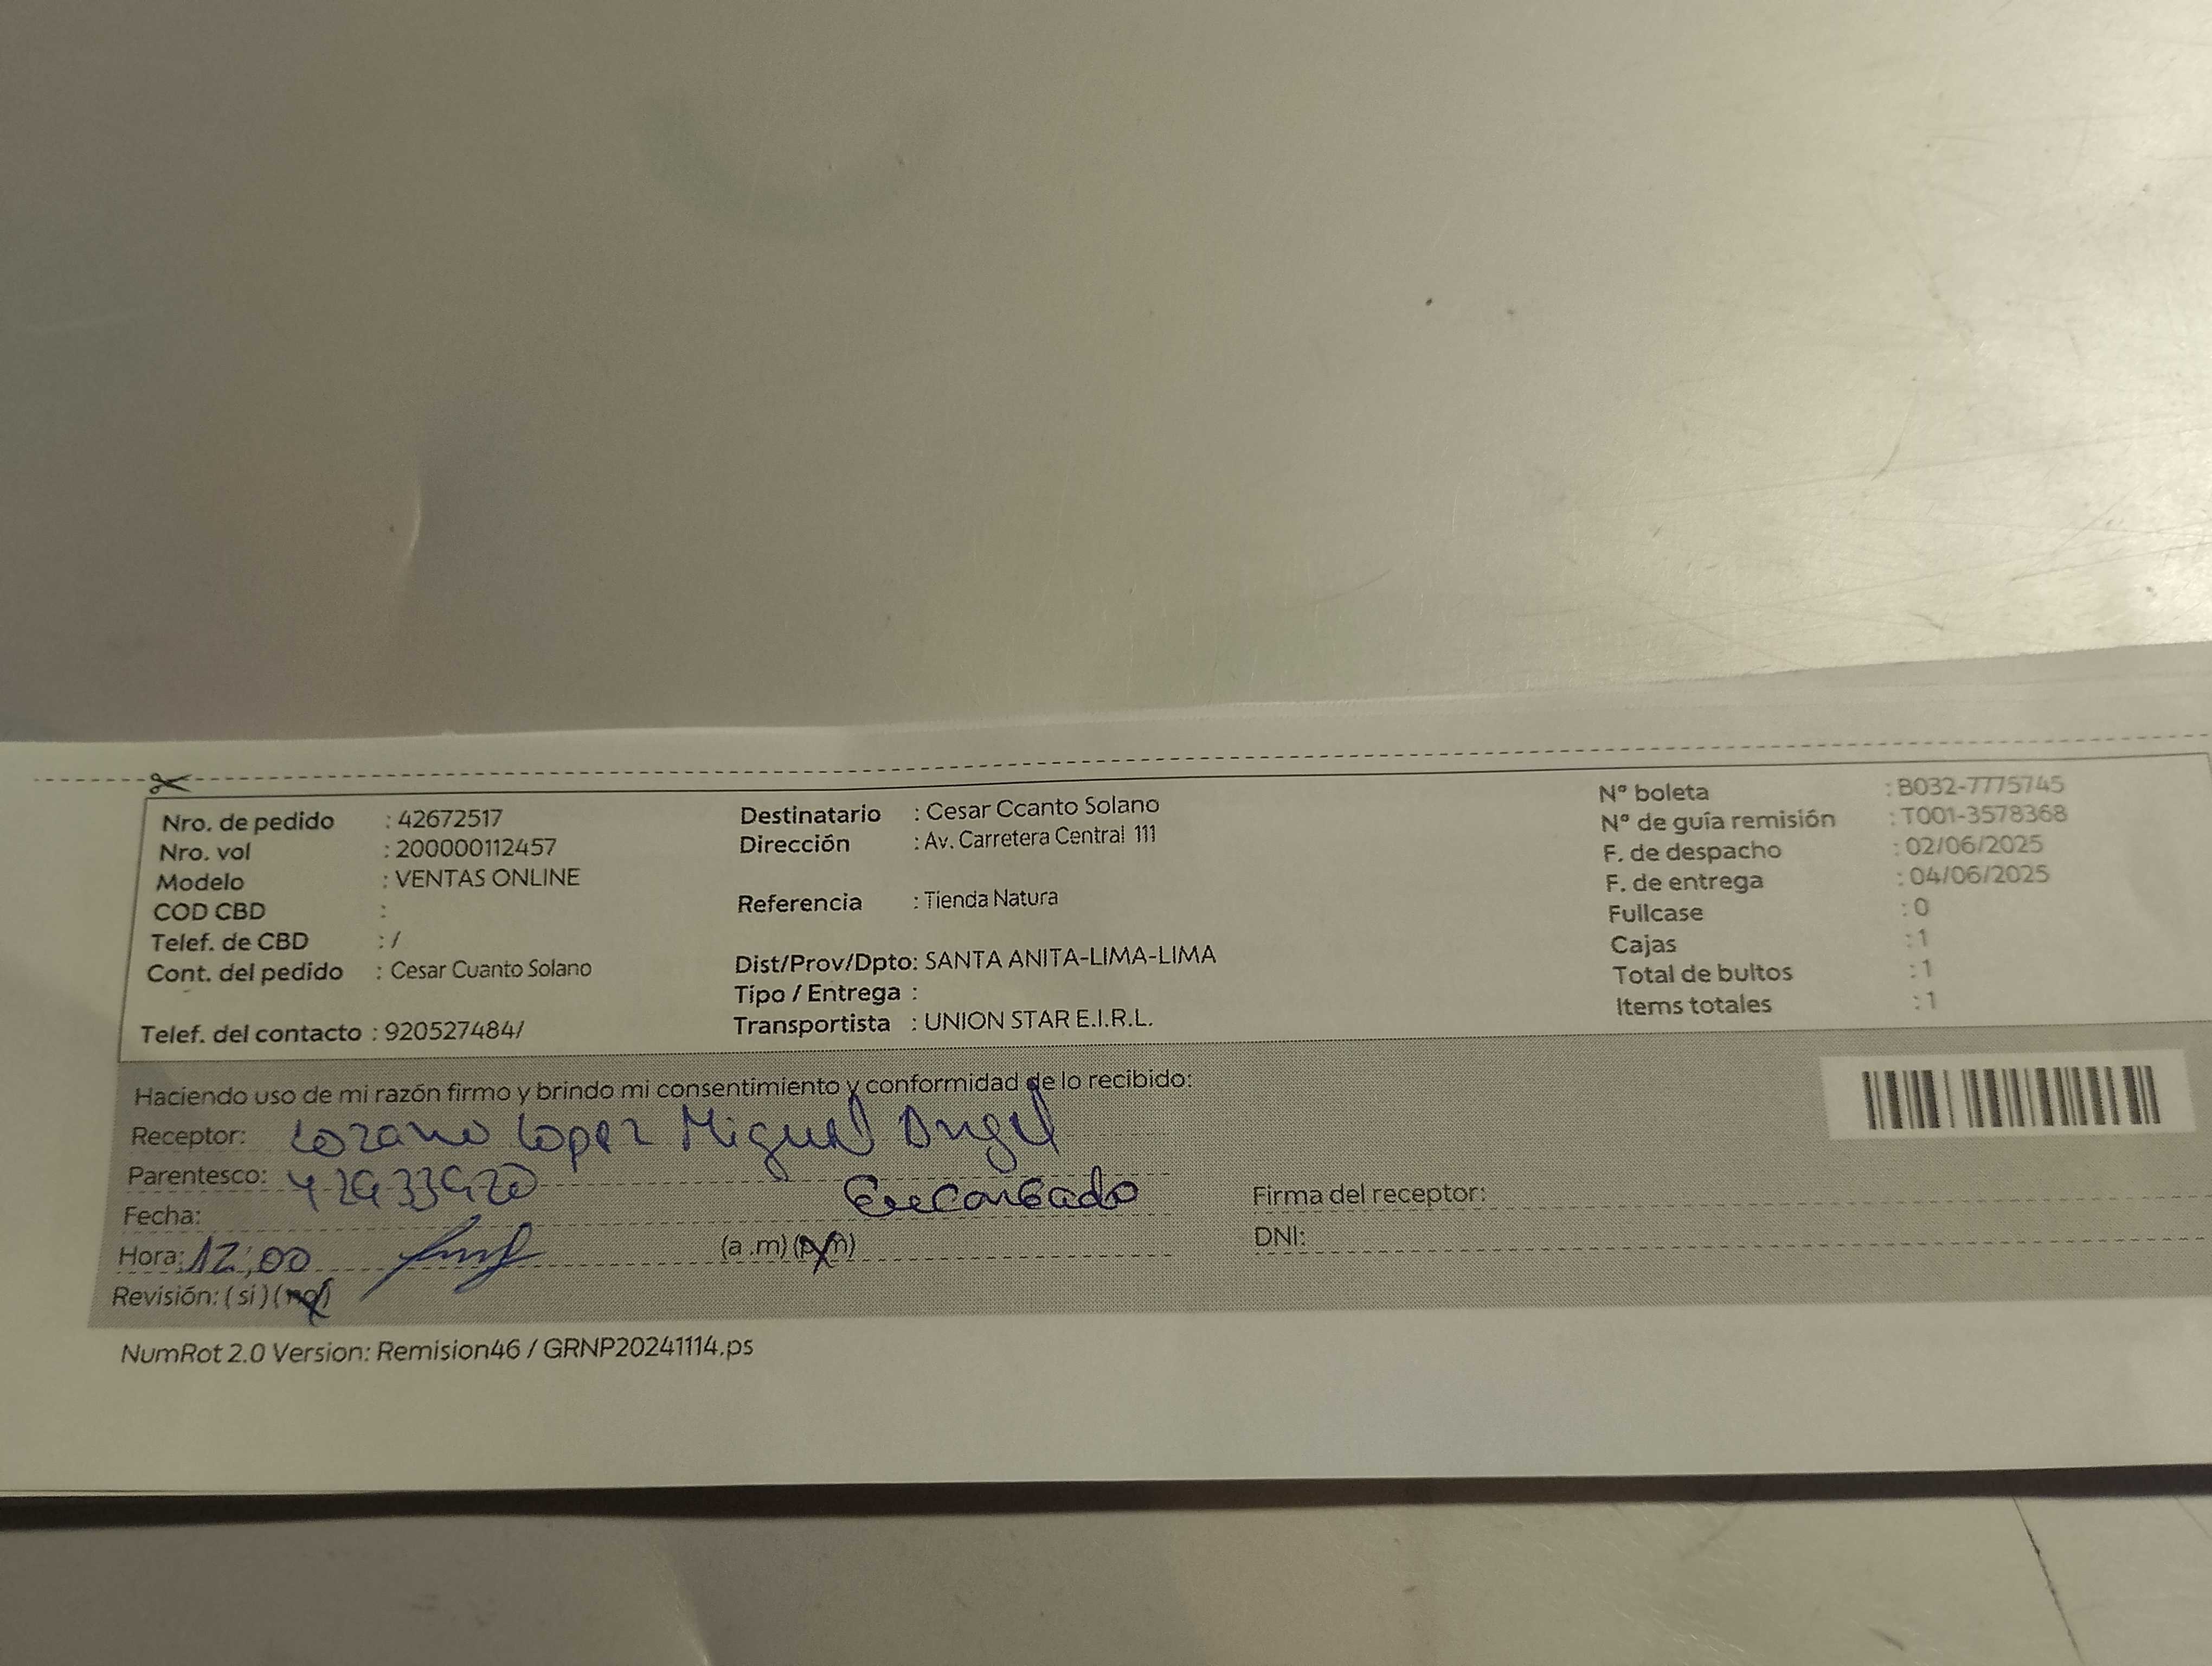 Nro. de pedido : 42672517
Nro. vol : 200000112457
Modelo : VENTAS ONLINE
COD CBD :
Telef. de CBD : /
Cont. del pedido : Cesar Cuanto Solano
Telef. del contacto : 920527484/
Destinatario : Cesar Ccanto Solano
Dirección : Av. Carretera Central 111
Referencia : Tienda Natura
Dist/Prov/Dpto: SANTA ANITA-LIMA-LIMA
Tipo / Entrega :
Transportista : UNION STAR E.I.R.L.
N° boleta : B032-7775745
N° de guía remisión : T001-3578368
F. de despacho : 02/06/2025
F. de entrega : 04/06/2025
Fullcase : 0
Cajas : 1
Total de bultos : 1
Items totales : 1
Haciendo uso de mi razón firmo y brindo mi consentimiento y conformidad de lo recibido:
Receptor: Lozano Lopez Miguel Angel
Parentesco: 42933920 Encargado
Fecha:
Hora: 12:00 (a .m) (p.m)
Revisión: ( si ) (no)
Firma del receptor:
DNI:
NumRot 2.0 Version: Remision46 / GRNP20241114.ps